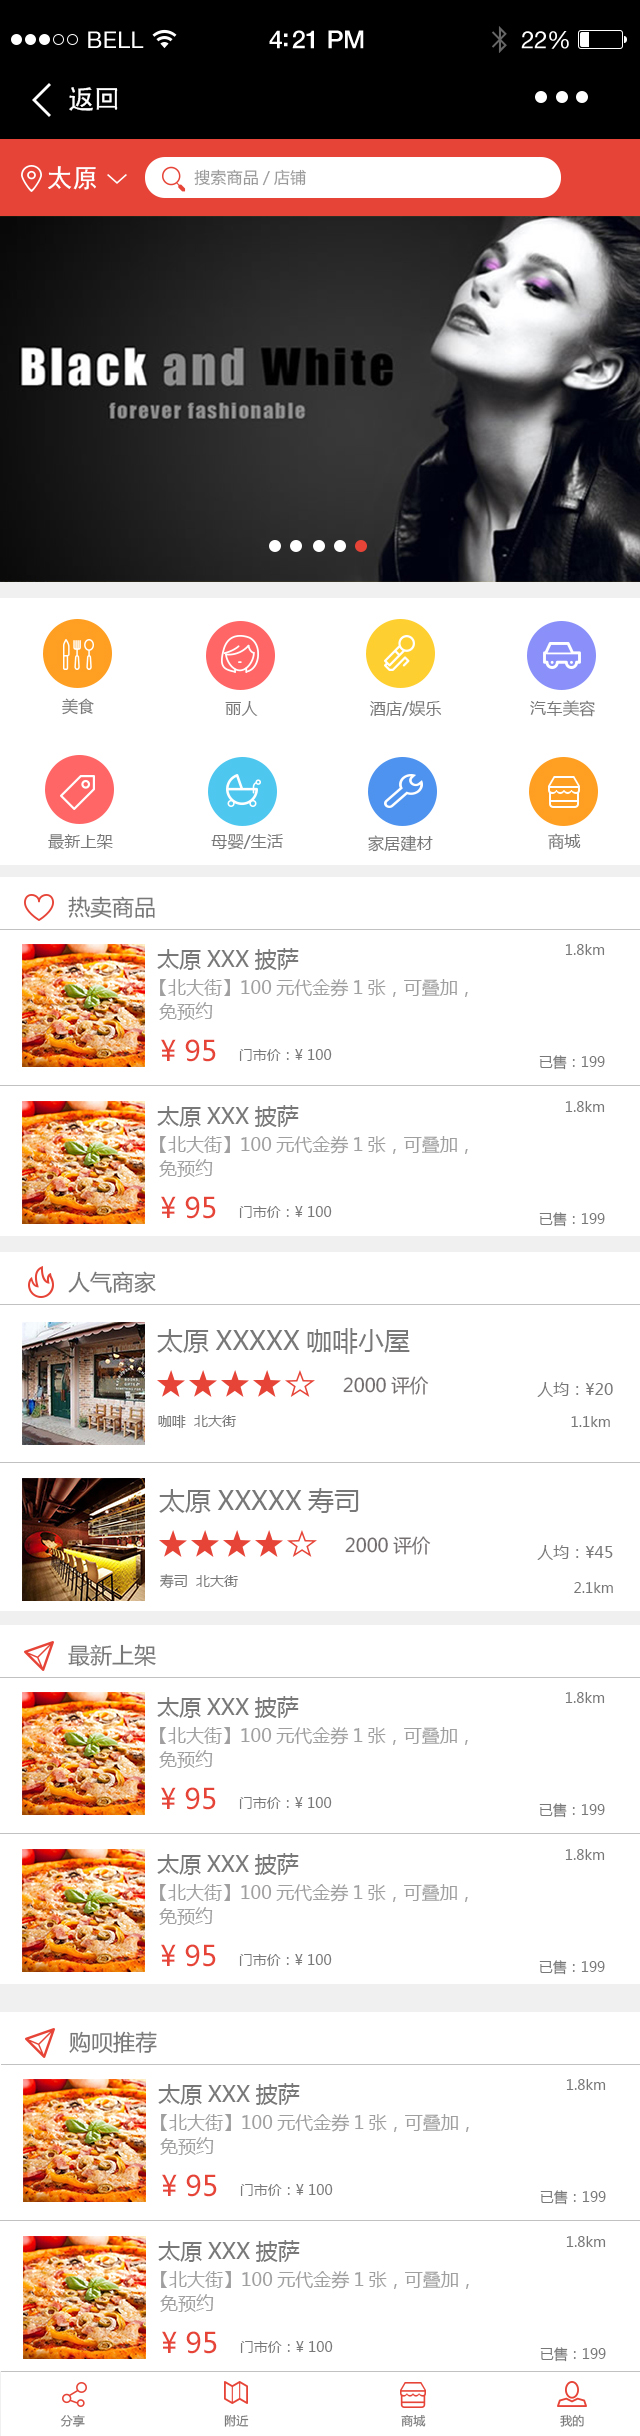 BELL 4:21 PM 22%
返回
太原 搜索商品 / 店铺
Black and White
forever fashionable
美食 丽人 酒店/娱乐 汽车美容
最新上架 母婴/生活 家居建材 商城
热卖商品
太原 XXX 披萨 1.8km
【北大街】100 元代金券 1 张，可叠加，
免预约
¥ 95 门市价：¥ 100 已售：199
太原 XXX 披萨 1.8km
【北大街】100 元代金券 1 张，可叠加，
免预约
¥ 95 门市价：¥ 100 已售：199
人气商家
太原 XXXXX 咖啡小屋
2000 评价 人均：¥20
咖啡 北大街 1.1km
太原 XXXXX 寿司
2000 评价 人均：¥45
寿司 北大街 2.1km
最新上架
太原 XXX 披萨 1.8km
【北大街】100 元代金券 1 张，可叠加，
免预约
¥ 95 门市价：¥ 100 已售：199
太原 XXX 披萨 1.8km
【北大街】100 元代金券 1 张，可叠加，
免预约
¥ 95 门市价：¥ 100 已售：199
购呗推荐
太原 XXX 披萨 1.8km
【北大街】100 元代金券 1 张，可叠加，
免预约
¥ 95 门市价：¥ 100 已售：199
太原 XXX 披萨 1.8km
【北大街】100 元代金券 1 张，可叠加，
免预约
¥ 95 门市价：¥ 100 已售：199
分享 附近 商城 我的